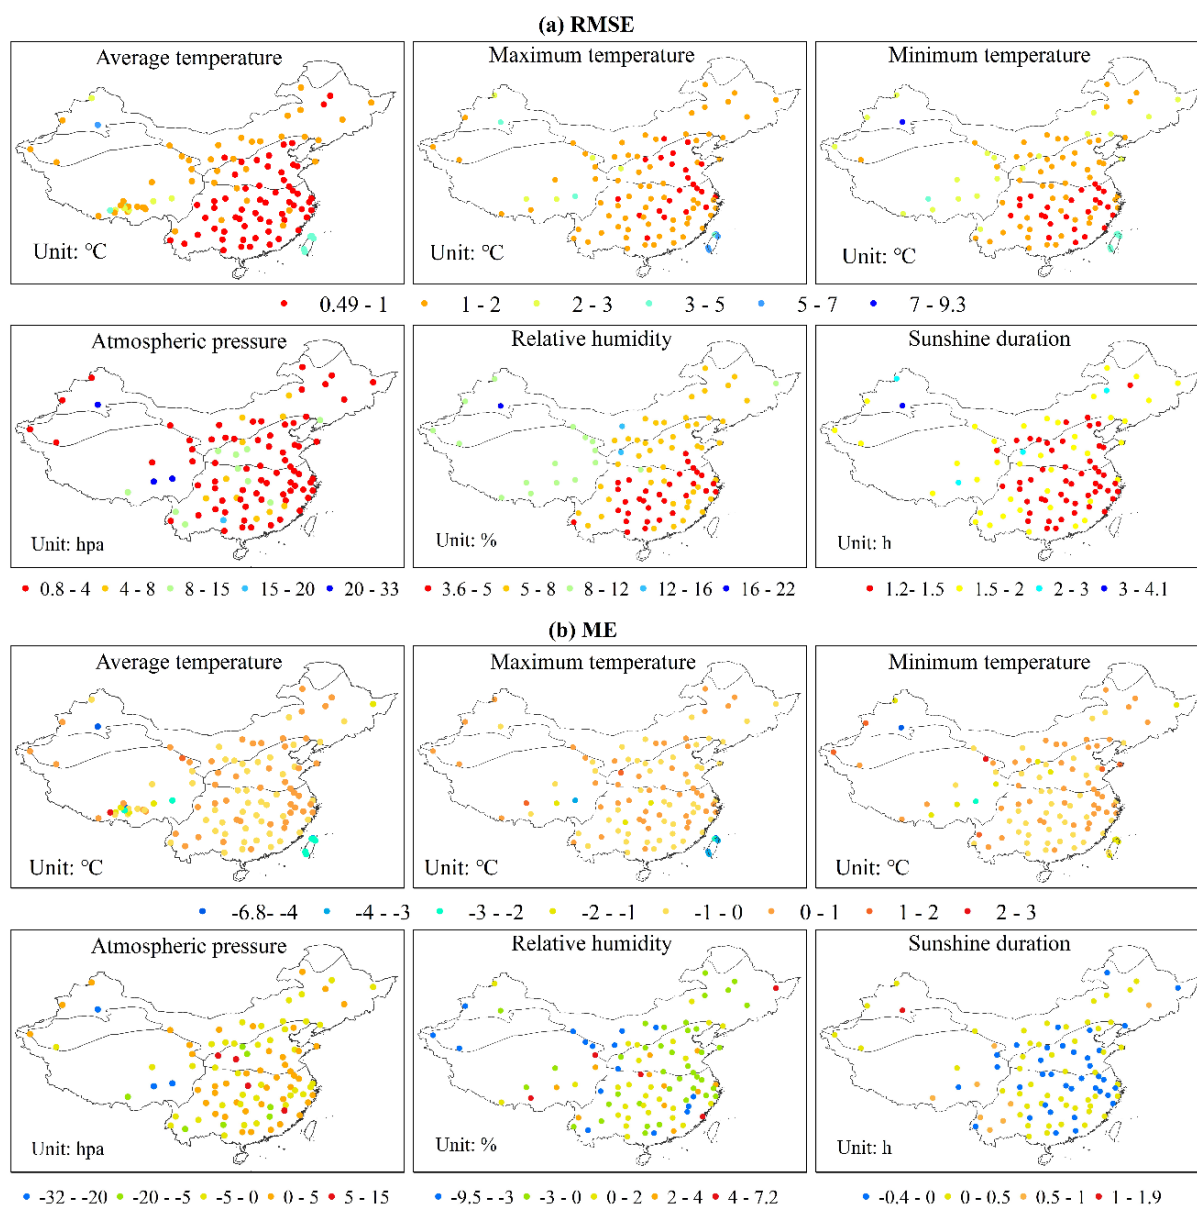 (a) RMSE
Average temperature
Maximum temperature
Minimum temperature
Unit: °C
Unit: °C
Unit: °C
0.49 - 1
1 - 2
2 - 3
3 - 5
5 - 7
7 - 9.3
Atmospheric pressure
Relative humidity
Sunshine duration
Unit: hpa
Unit: %
Unit: h
0.8 - 4 4 - 8 8 - 15 15 - 20 20 - 33
3.6 - 5 5 - 8 8 - 12 12 - 16 16 - 22
1.2 - 1.5 1.5 - 2 2 - 3 3 - 4.1
(b) ME
Average temperature
Maximum temperature
Minimum temperature
Unit: °C
Unit: °C
Unit: °C
-6.8- -4 -4 - -3 -3 - -2 -2 - -1 -1 - 0 0 - 1 1 - 2 2 - 3
Atmospheric pressure
Relative humidity
Sunshine duration
Unit: hpa
Unit: %
Unit: h
-32 - -20 -20 - -5 -5 - 0 0 - 5 5 - 15
-9.5 - -3 -3 - 0 0 - 2 2 - 4 4 - 7.2
-0.4 - 0 0 - 0.5 0.5 - 1 1 - 1.9